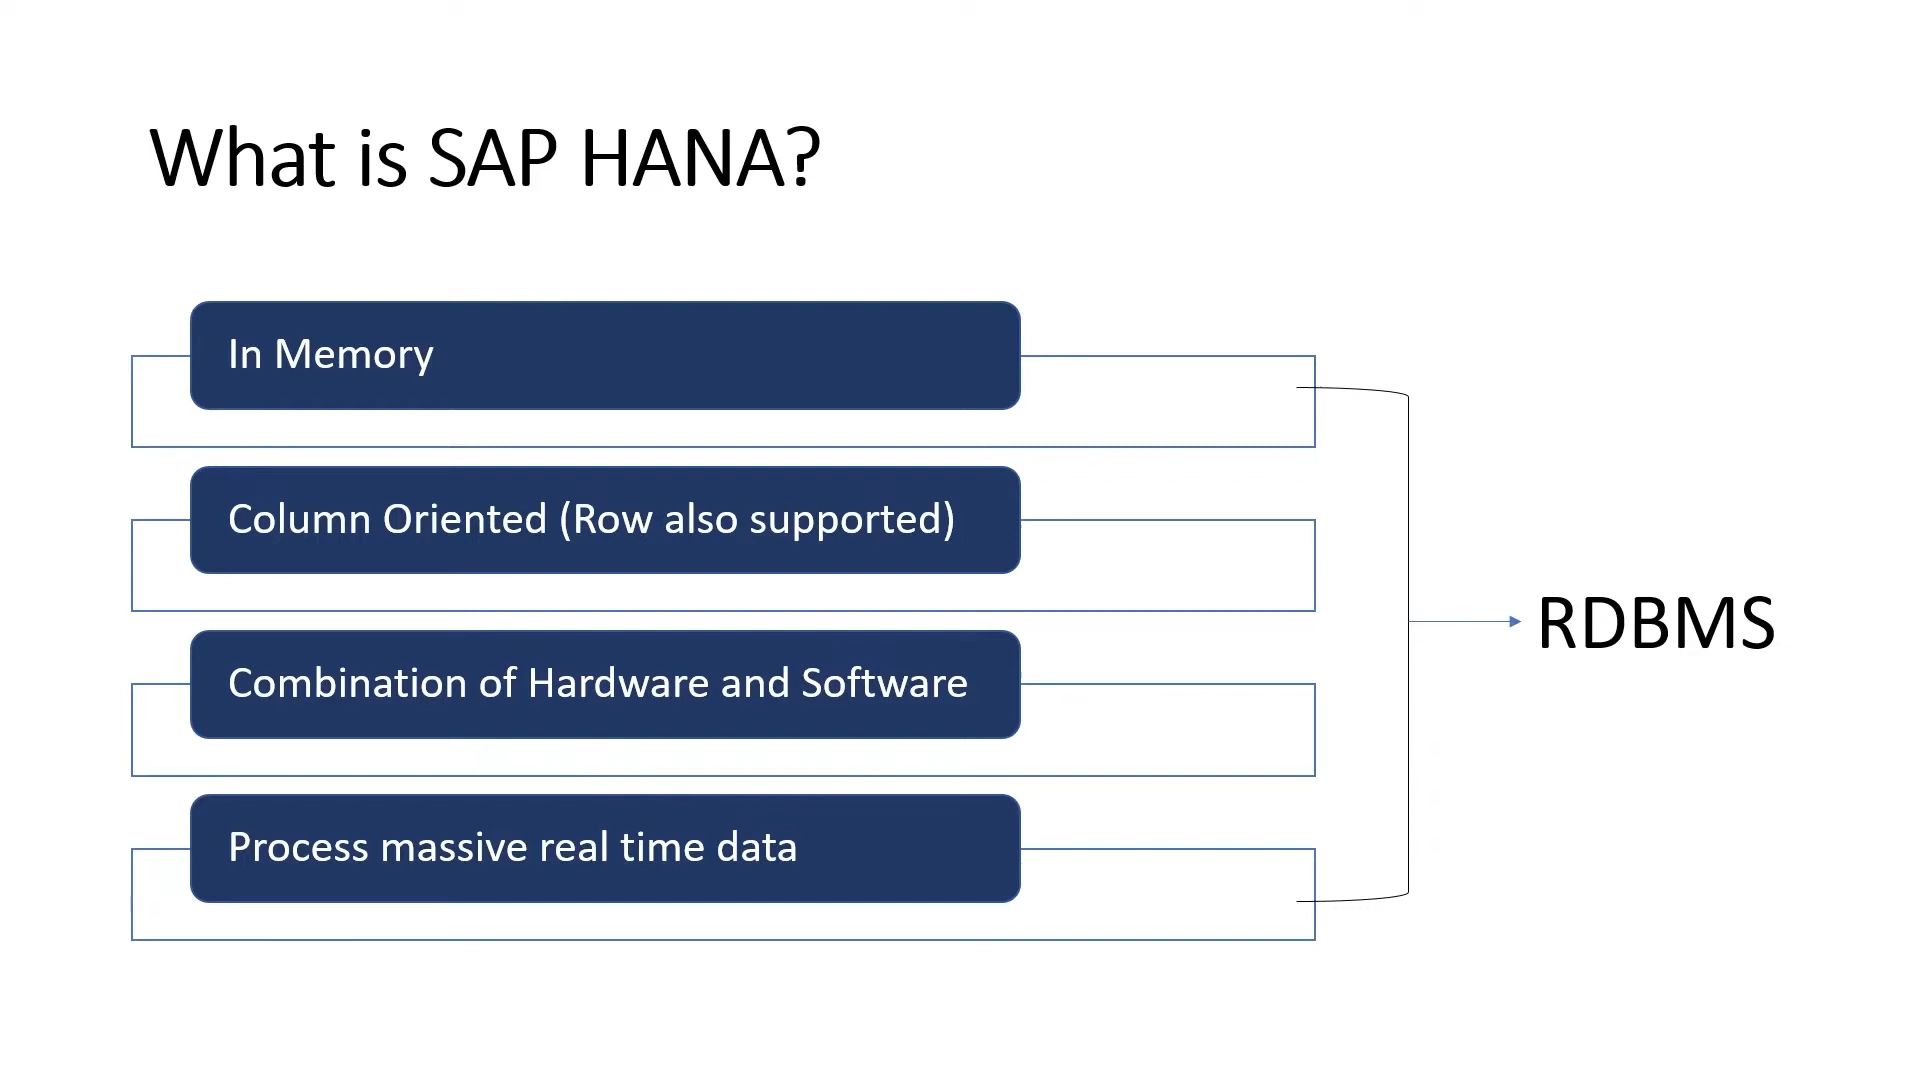 What is SAP HANA?
In Memory
Column Oriented (Row also supported)
Combination of Hardware and Software
Process massive real time data
RDBMS